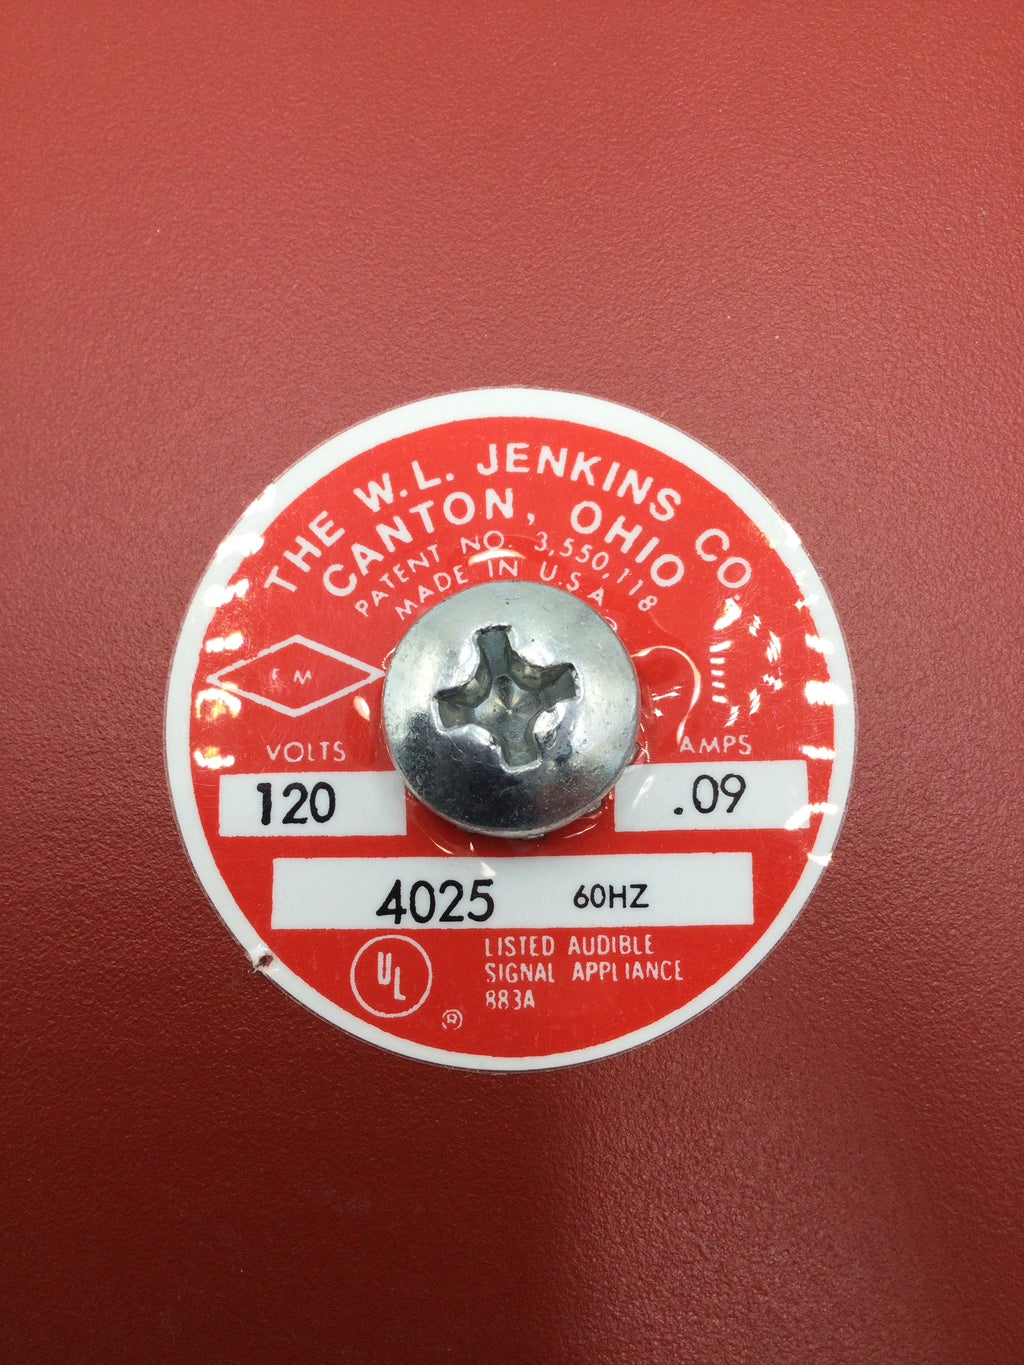 THE W.L. JENKINS CO.
CANTON, OHIO
PATENT NO. 3,550,118
MADE IN U.S.A.
F M
VOLTS
AMPS
120
.09
4025 60HZ
UL
®
LISTED AUDIBLE
SIGNAL APPLIANCE
883A